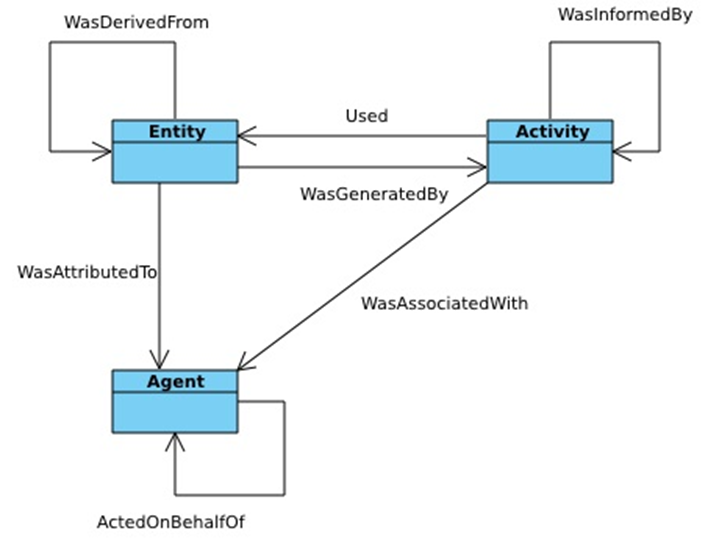 WasInformedBy
WasDerivedFrom
Used
Entity
Activity
WasGeneratedBy
WasAttributedTo
WasAssociatedWith
Agent
ActedOnBehalfOf